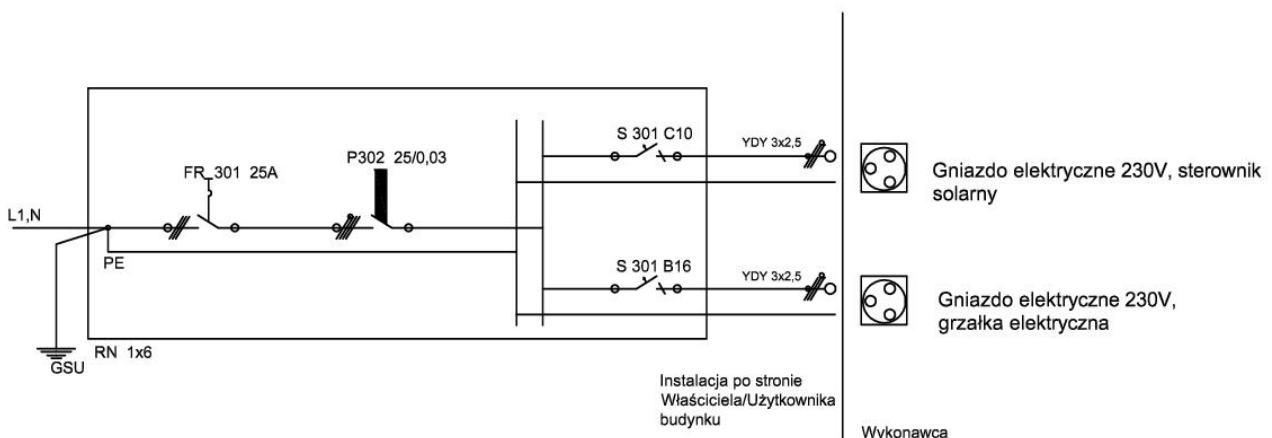 S 301 C10
YDY 3x2,5
P302 25/0,03
FR 301 25A
Gniazdo elektryczne 230V, sterownik
solarny
L1,N
PE
S 301 B16
YDY 3x2,5
Gniazdo elektryczne 230V,
grzałka elektryczna
RN 1x6
GSU
Instalacja po stronie
Właściciela/Użytkownika
budynku
Wykonawca